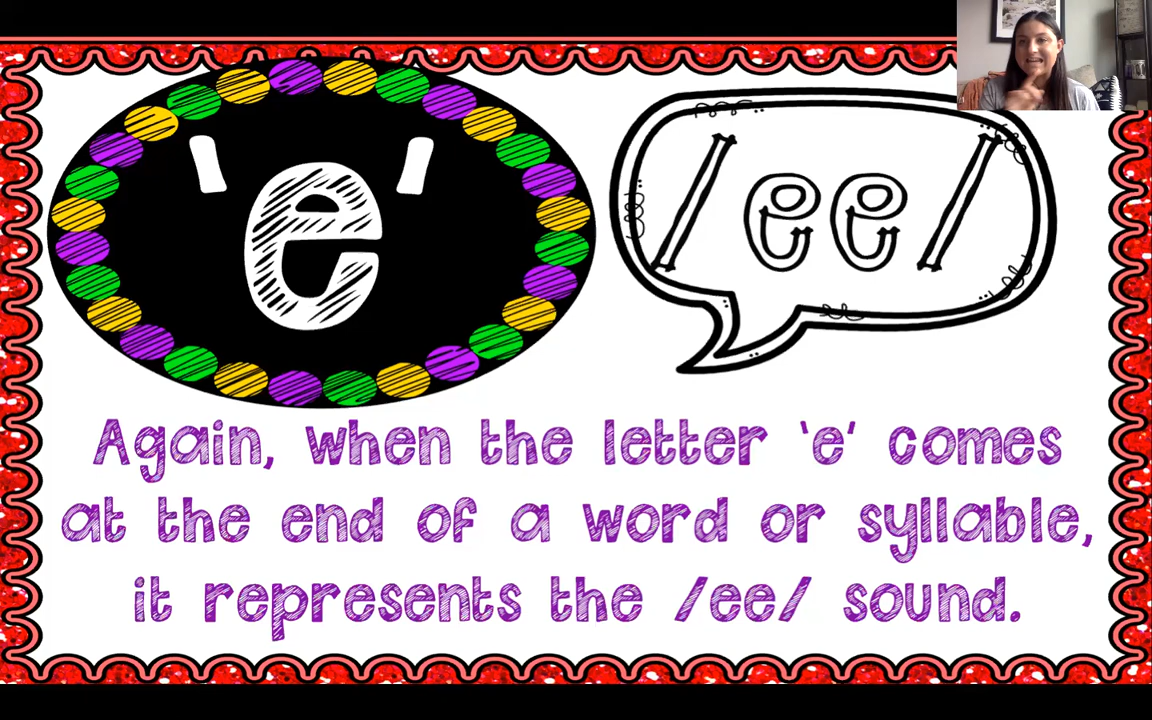 'e'
/ee/
Again, when the letter 'e' comes
at the end of a word or syllable,
it represents the /ee/ sound.